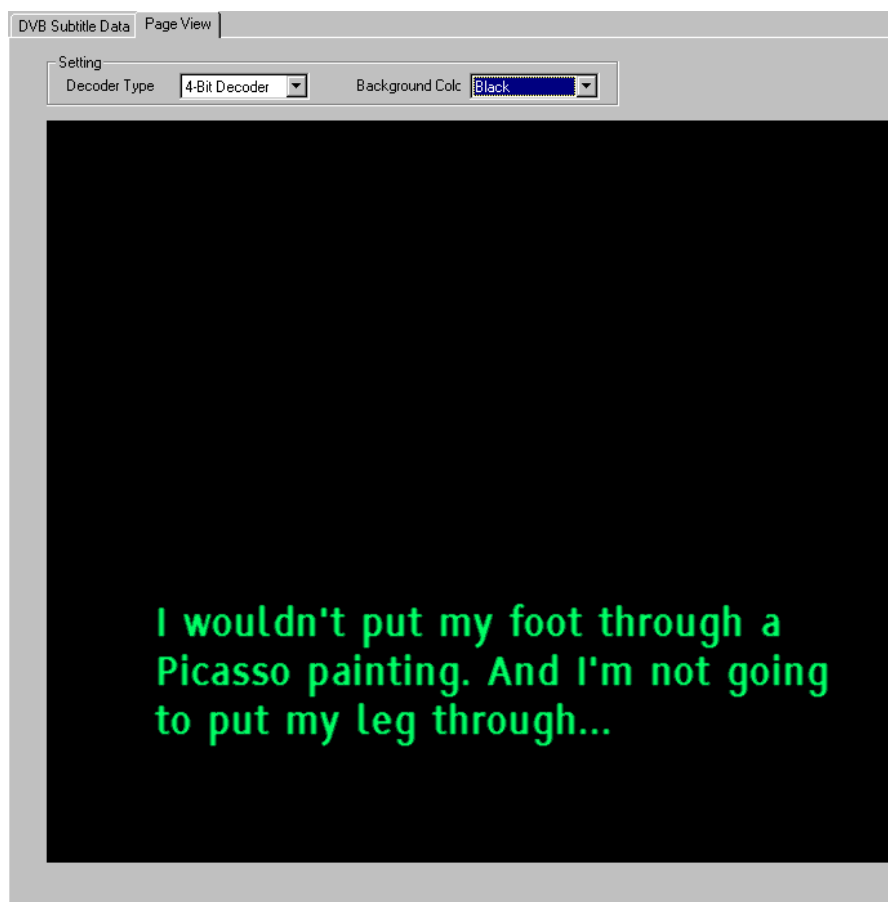 DVB Subtitle Data Page View
Setting
Decoder Type 4-Bit Decoder Background Colc Black
I wouldn't put my foot through a
Picasso painting. And I'm not going
to put my leg through...